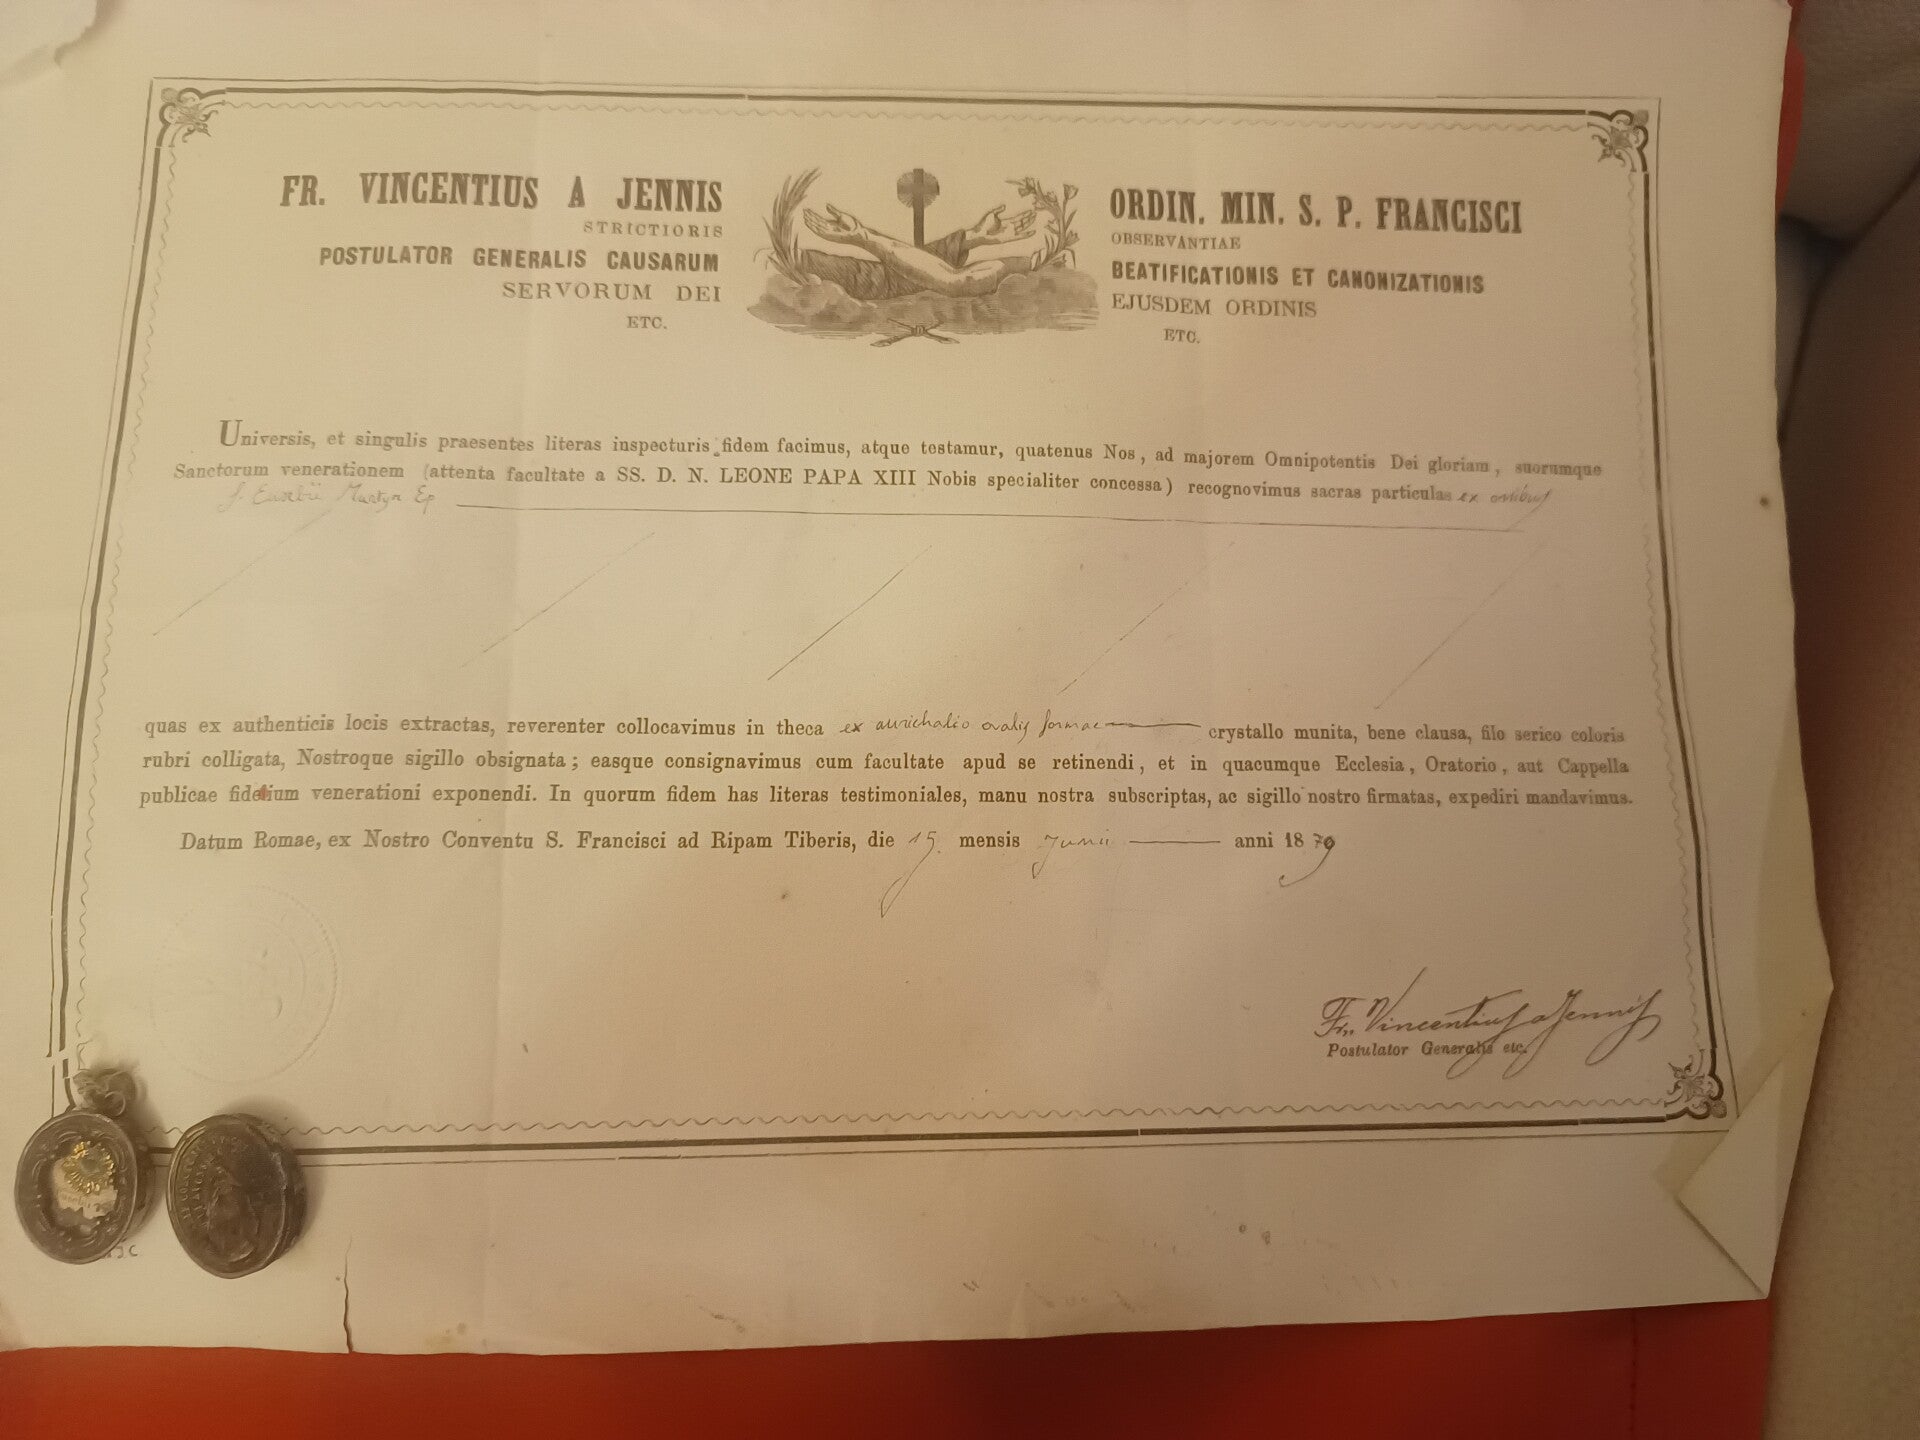 FR. VINCENTIUS A JENNIS ORDIN. MIN. S. P. FRANCISCI
STRICTIORIS OBSERVANTIAE
POSTULATOR GENERALIS CAUSARUM BEATIFICATIONIS ET CANONIZATIONIS
SERVORUM DEI EJUSDEM ORDINIS
ETC. ETC.
Universis, et singulis praesentes literas inspecturis fidem facimus, atque testamur, quatenus Nos, ad majorem Omnipotentis Dei gloriam, suorumque
Sanctorum venerationem (attenta facultate a SS. D. N. LEONE PAPA XIII Nobis specialiter concessa) recognovimus sacras particulas ex ossibus
S. Eusebii Martyr Ep
quas ex authenticis locis extractas, reverenter collocavimus in theca ex aurichalio ovalis formae crystallo munita, bene clausa, filo serico coloris
rubri colligata, Nostroque sigillo obsignata; easque consignavimus cum facultate apud se retinendi, et in quacumque Ecclesia, Oratorio, aut Cappella
publicae fidelium venerationi exponendi. In quorum fidem has literas testimoniales, manu nostra subscriptas, ac sigillo nostro firmatas, expediri mandavimus.
Datum Romae, ex Nostro Conventu S. Francisci ad Ripam Tiberis, die 15 mensis Junii anni 1879
Fr. Vincentius a Jennis
Postulator Generalis etc.